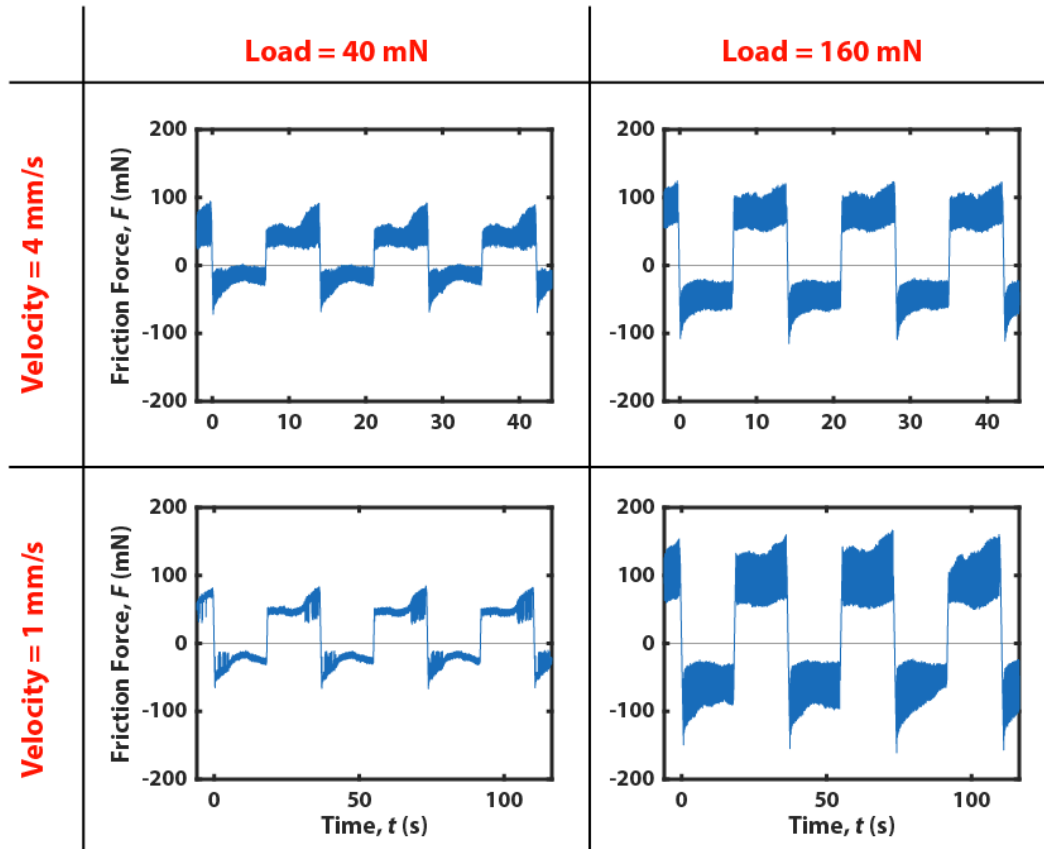 Load = 40 mN
Load = 160 mN
Velocity = 4 mm/s
Friction Force, F (mN)
200
100
0
-100
-200
0 10 20 30 40
200
100
0
-100
-200
0 10 20 30 40
Velocity = 1 mm/s
Friction Force, F (mN)
200
100
0
-100
-200
0 50 100
Time, t (s)
200
100
0
-100
-200
0 50 100
Time, t (s)